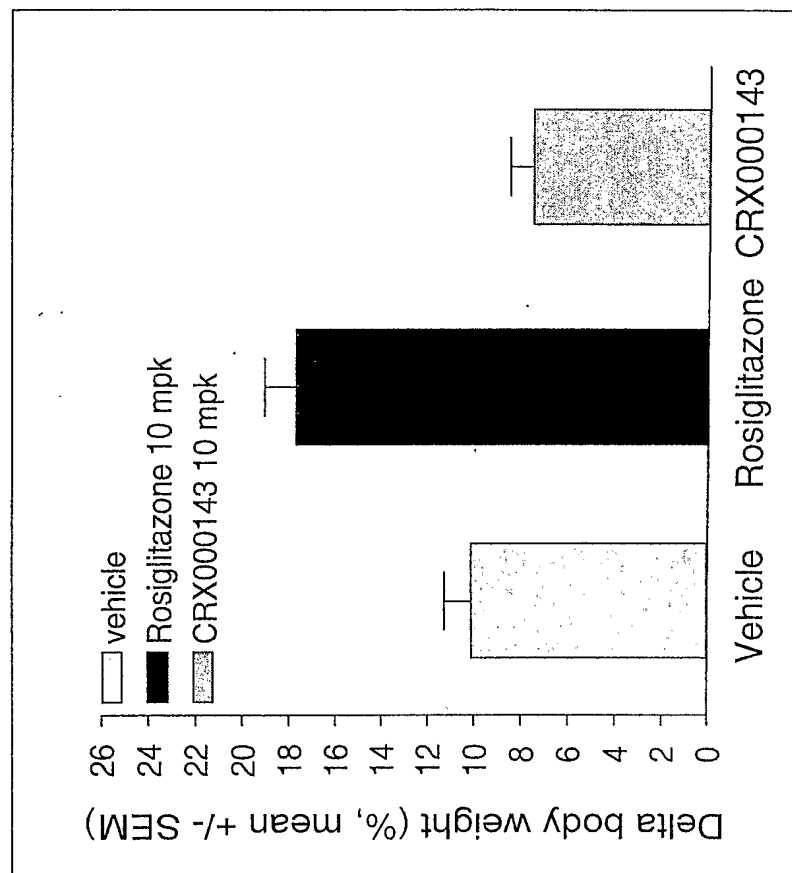 Delta body weight (%, mean +/- SEM)
26
24
22
20
18
16
14
12
10
8
6
4
2
0
vehicle
Rosiglitazone 10 mpk
CRX000143 10 mpk
Vehicle
Rosiglitazone
CRX000143